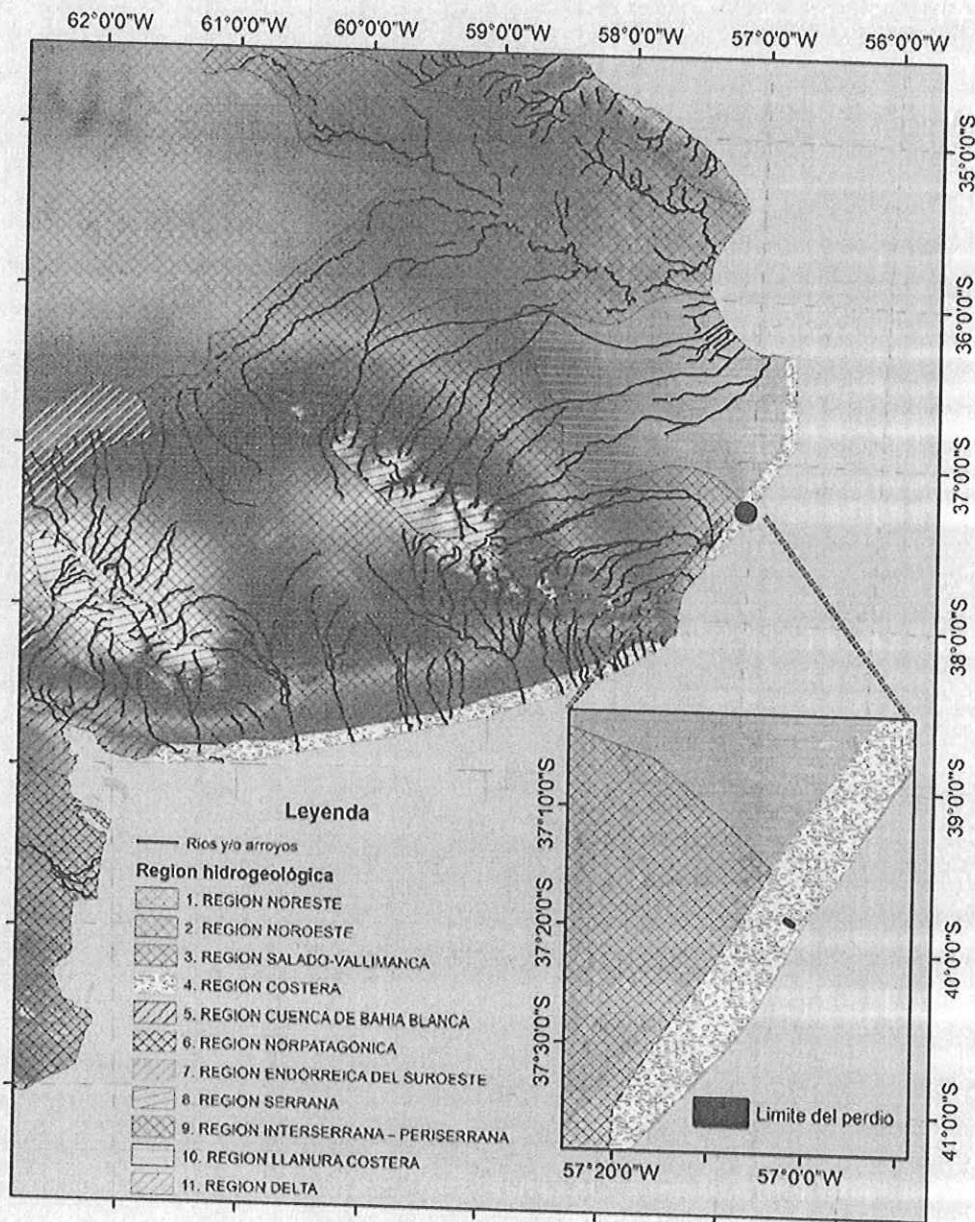 62°0'0"W 61°0'0"W 60°0'0"W 59°0'0"W 58°0'0"W 57°0'0"W 56°0'0"W
35°0'0"S
36°0'0"S
37°0'0"S
38°0'0"S
39°0'0"S
40°0'0"S
41°0'0"S
Leyenda
Rios y/o arroyos
Region hidrogeológica
1. REGION NORESTE
2. REGION NOROESTE
3. REGION SALADO-VALLIMANCA
4. REGION COSTERA
5. REGION CUENCA DE BAHIA BLANCA
6. REGION NORPATAGONICA
7. REGION ENDORREICA DEL SUROESTE
8. REGION SERRANA
9. REGION INTERSERRANA – PERISERRANA
10. REGION LLANURA COSTERA
11. REGION DELTA
37°10'0"S
37°20'0"S
37°30'0"S
Limite del perdio
57°20'0"W 57°0'0"W